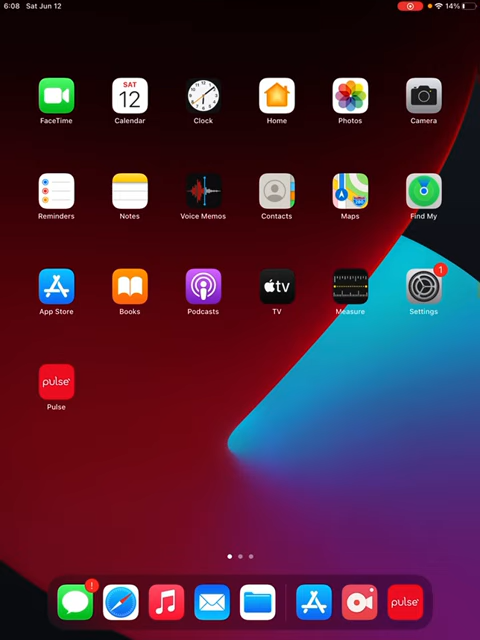 6:08 Sat Jun 12 14%
SAT
12
FaceTime Calendar Clock Home Photos Camera
280
Reminders Notes Voice Memos Contacts Maps Find My
tv
1
App Store Books Podcasts TV Measure Settings
pulse
Pulse
!
pulse